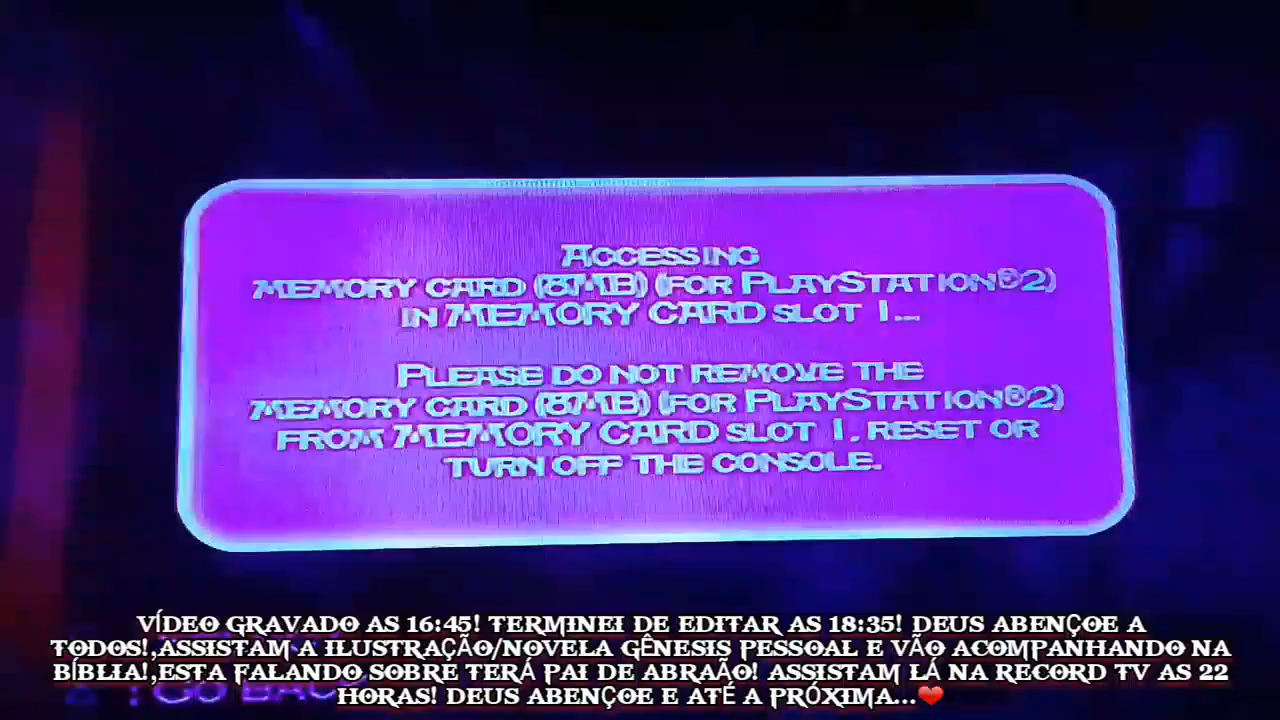 Accessing
memory card (8MB) (for PlayStation®2)
in MEMORY CARD slot 1...
Please do not remove the
memory card (8MB) (for PlayStation®2)
from MEMORY CARD slot 1, reset or
turn off the console.
GO BACK
VÍDEO GRAVADO AS 16:45! TERMINEI DE EDITAR AS 18:35! DEUS ABENÇOE A
TODOS!,ASSISTAM A ILUSTRAÇÃO/NOVELA GÊNESIS PESSOAL E VÃO ACOMPANHANDO NA
BÍBLIA!,ESTA FALANDO SOBRE TERÁ PAI DE ABRAÃO! ASSISTAM LÁ NA RECORD TV AS 22
HORAS! DEUS ABENÇOE E ATÉ A PRÓXIMA...❤